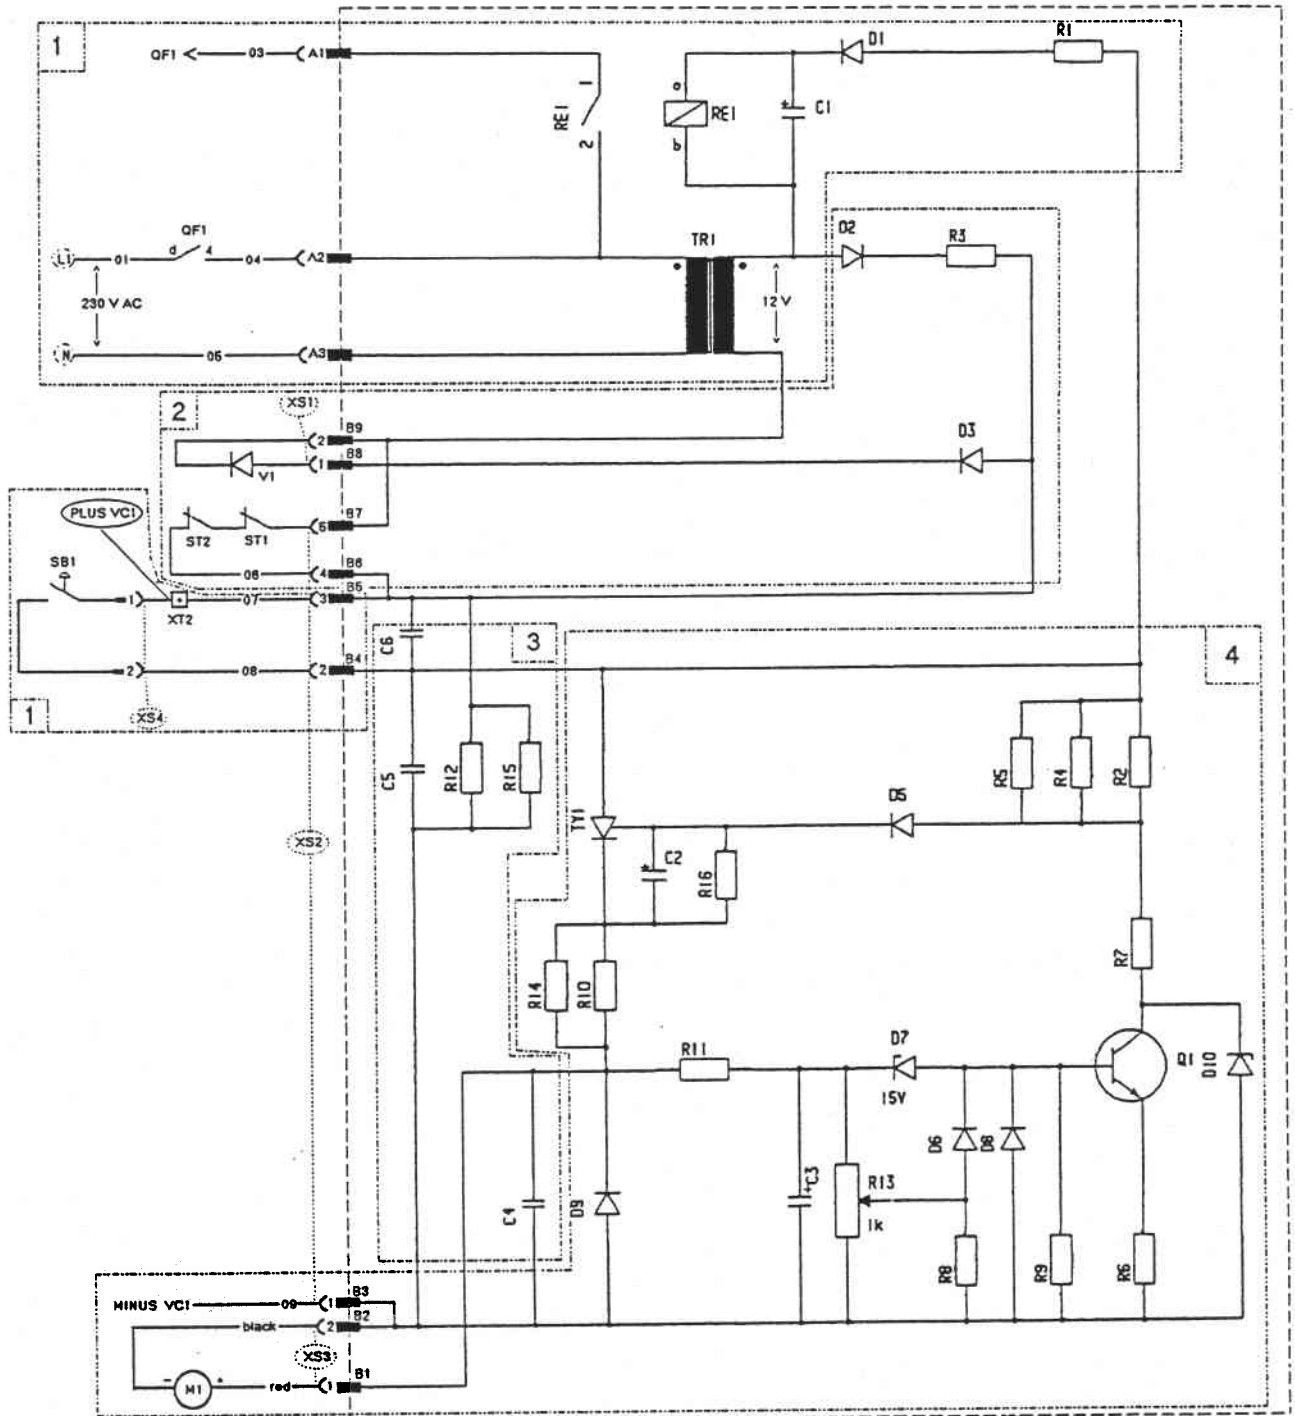 1
QF1 < 03 A1
RE1
1
2
a
RE1
b
C1
D1
R1
L1 01 d QF1 4 04 A2
230 V AC
N 05 A3
TR1
12 V
D2
R3
2
XS1
2 B9
V1 1 B8
D3
ST2 ST1 5 B7
06 4 B6
PLUS VC1
SB1
1 XT2 07 3 B5
2 08 2 B4
XS4
1
C6
3
4
C5
R12
R15
XS2
TY1
C2
R16
D5
R5
R4
R2
R14
R10
R7
R11
D7
15V
Q1
D10
D6
D8
C4
D9
C3
R13
1k
R8
R9
R6
MINUS VC1 09 1 B3
black 2 B2
XS3
- M1 + red 1 B1